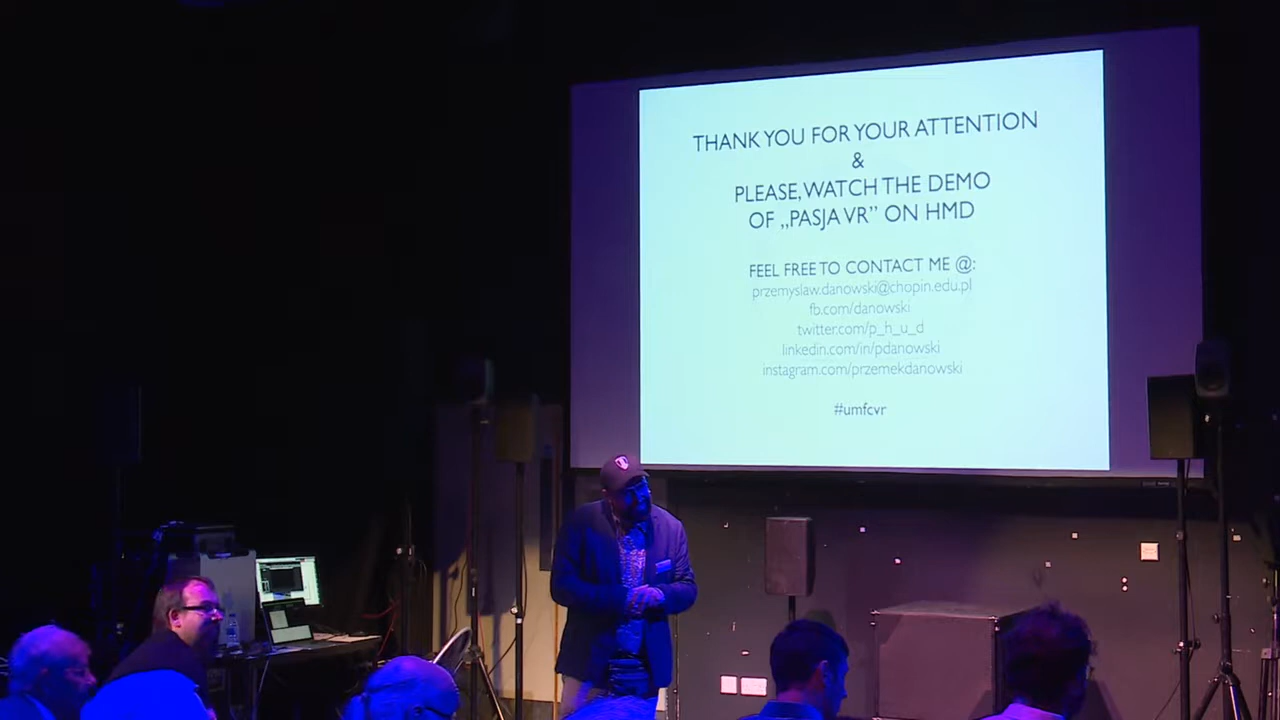 THANK YOU FOR YOUR ATTENTION
&
PLEASE, WATCH THE DEMO
OF „PASJA VR” ON HMD
FEEL FREE TO CONTACT ME @:
przemyslaw.danowski@chopin.edu.pl
fb.com/danowski
twitter.com/p_h_u_d
linkedin.com/in/pdanowski
instagram.com/przemekdanowski
#umfcvr